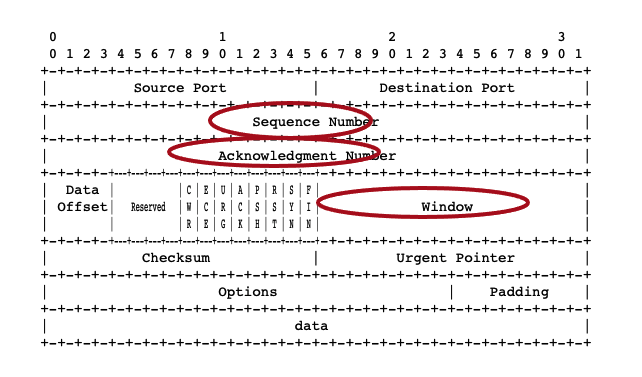 0 1 2 3
0 1 2 3 4 5 6 7 8 9 0 1 2 3 4 5 6 7 8 9 0 1 2 3 4 5 6 7 8 9 0 1
+-+-+-+-+-+-+-+-+-+-+-+-+-+-+-+-+-+-+-+-+-+-+-+-+-+-+-+-+-+-+-+-+
| Source Port | Destination Port |
+-+-+-+-+-+-+-+-+-+-+-+-+-+-+-+-+-+-+-+-+-+-+-+-+-+-+-+-+-+-+-+-+
| Sequence Number |
+-+-+-+-+-+-+-+-+-+-+-+-+-+-+-+-+-+-+-+-+-+-+-+-+-+-+-+-+-+-+-+-+
| Acknowledgment Number |
+-+-+-+-+-+-+-+-+-+-+-+-+-+-+-+-+-+-+-+-+-+-+-+-+-+-+-+-+-+-+-+-+
| Data | |C|E|U|A|P|R|S|F| |
| Offset | Reserved |W|C|R|C|S|S|Y|I| Window |
| | |R|E|G|K|H|T|N|N| |
+-+-+-+-+-+-+-+-+-+-+-+-+-+-+-+-+-+-+-+-+-+-+-+-+-+-+-+-+-+-+-+-+
| Checksum | Urgent Pointer |
+-+-+-+-+-+-+-+-+-+-+-+-+-+-+-+-+-+-+-+-+-+-+-+-+-+-+-+-+-+-+-+-+
| Options | Padding |
+-+-+-+-+-+-+-+-+-+-+-+-+-+-+-+-+-+-+-+-+-+-+-+-+-+-+-+-+-+-+-+-+
| data |
+-+-+-+-+-+-+-+-+-+-+-+-+-+-+-+-+-+-+-+-+-+-+-+-+-+-+-+-+-+-+-+-+